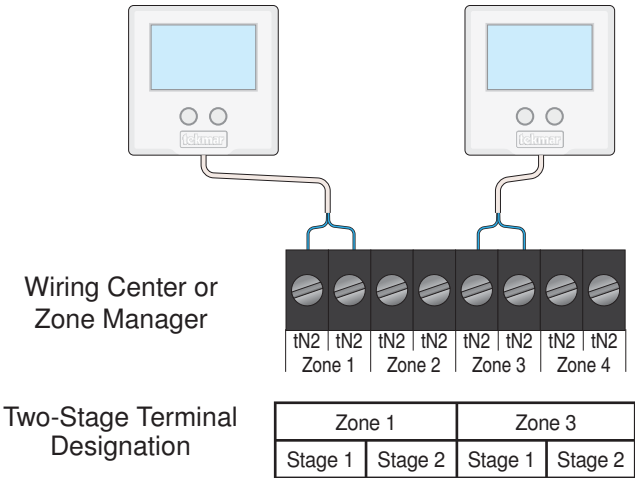 tekmar tekmar
Wiring Center or
Zone Manager
tN2 tN2 tN2 tN2 tN2 tN2 tN2 tN2
Zone 1 Zone 2 Zone 3 Zone 4
Two-Stage Terminal
Designation
Zone 1 Zone 3
Stage 1 Stage 2 Stage 1 Stage 2